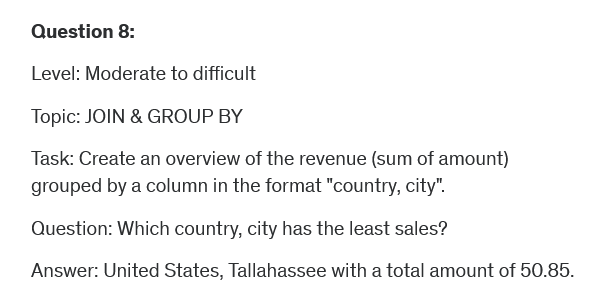 Question 8:
Level: Moderate to difficult
Topic: JOIN & GROUP BY
Task: Create an overview of the revenue (sum of amount)
grouped by a column in the format "country, city".
Question: Which country, city has the least sales?
Answer: United States, Tallahassee with a total amount of 50.85.